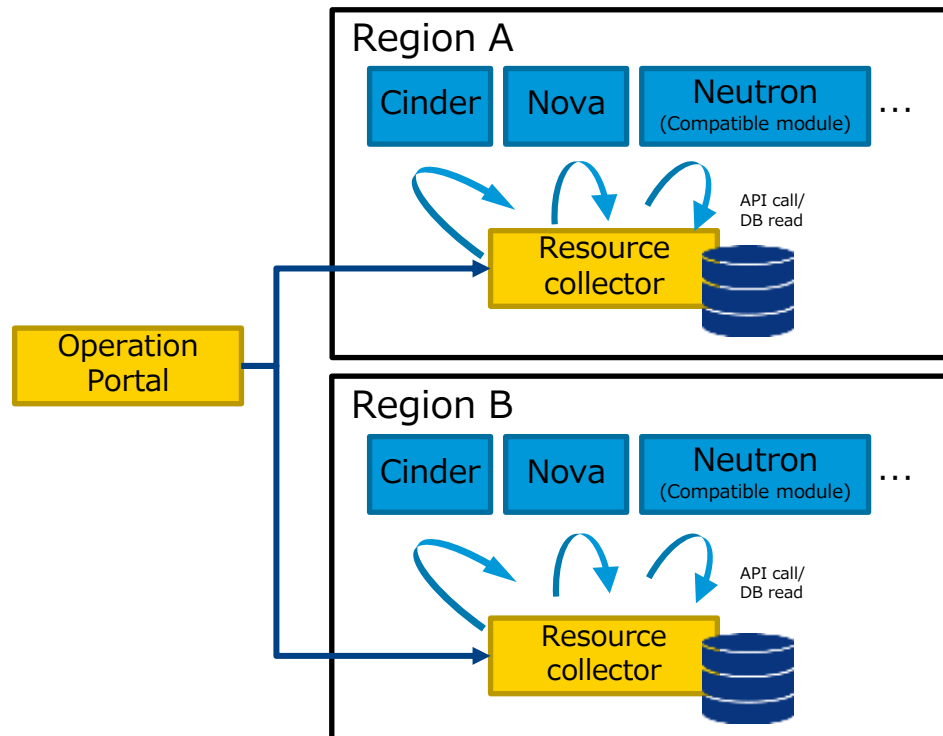 Region A
Cinder
Nova
Neutron
(Compatible module)
...
API call/
DB read
Resource
collector
Operation
Portal
Region B
Cinder
Nova
Neutron
(Compatible module)
...
API call/
DB read
Resource
collector